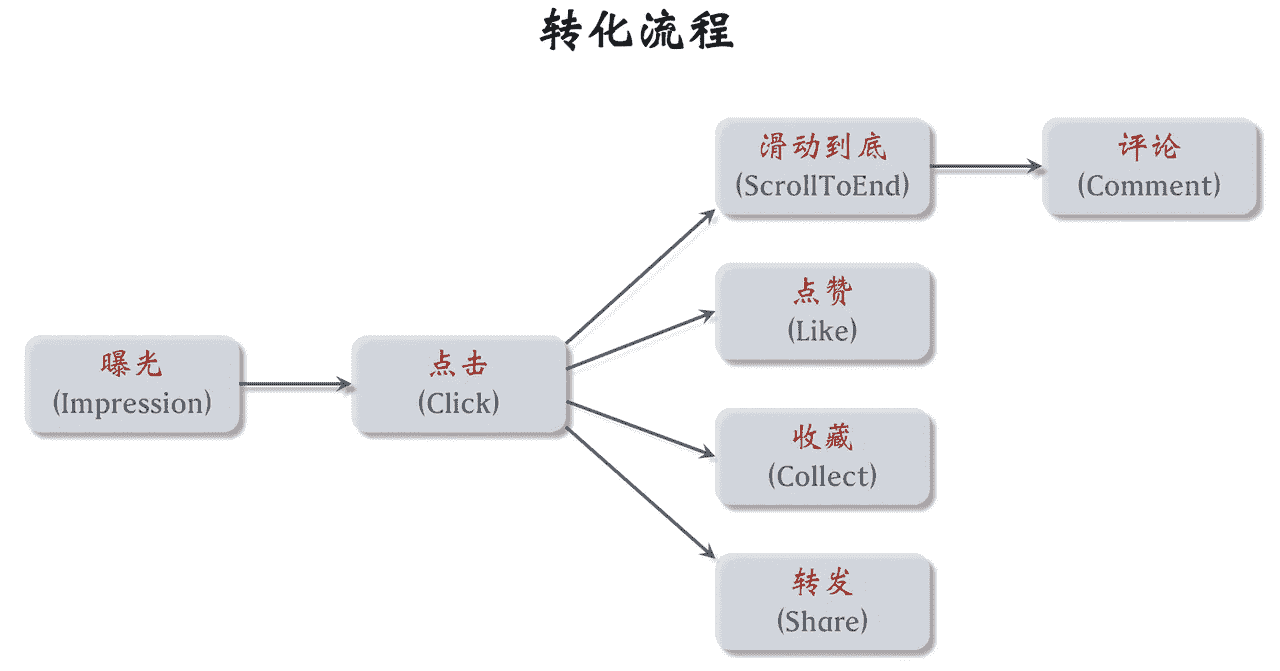 转化流程
滑动到底
(ScrollToEnd)
评论
(Comment)
点赞
(Like)
曝光
(Impression)
点击
(Click)
收藏
(Collect)
转发
(Share)